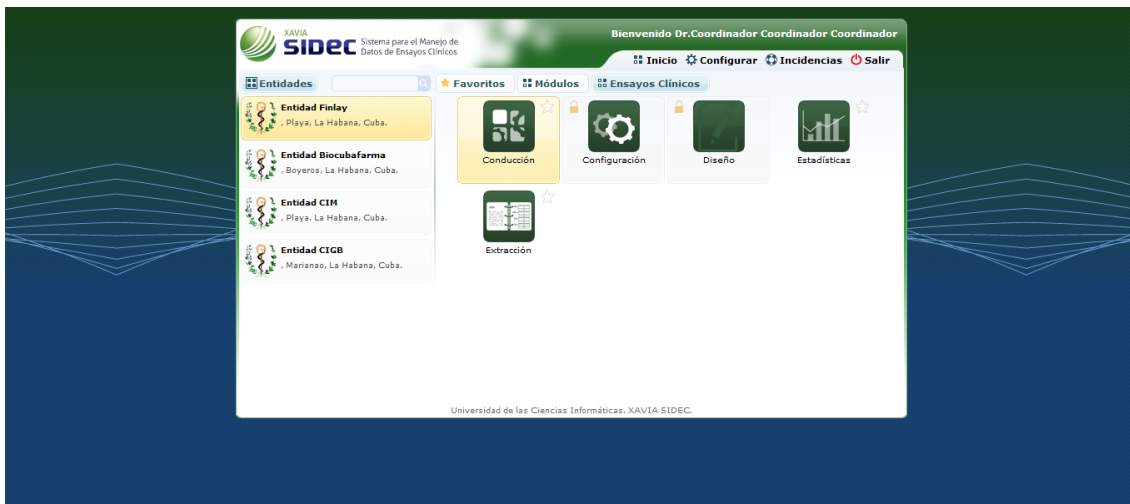 XAVIA
SIDEC
Sistema para el Manejo de
Datos de Ensayos Clínicos
Bienvenido Dr.Coordinador Coordinador Coordinador
Inicio Configurar Incidencias Salir
Entidades
Favoritos Módulos Ensayos Clínicos
Entidad Finlay
, Playa, La Habana, Cuba.
Entidad Biocubafarma
, Boyeros, La Habana, Cuba.
Entidad CIM
, Playa, La Habana, Cuba.
Entidad CIGB
, Marianao, La Habana, Cuba.
Conducción
Configuración
Diseño
Estadísticas
Extracción
Universidad de las Ciencias Informáticas. XAVIA SIDEC.